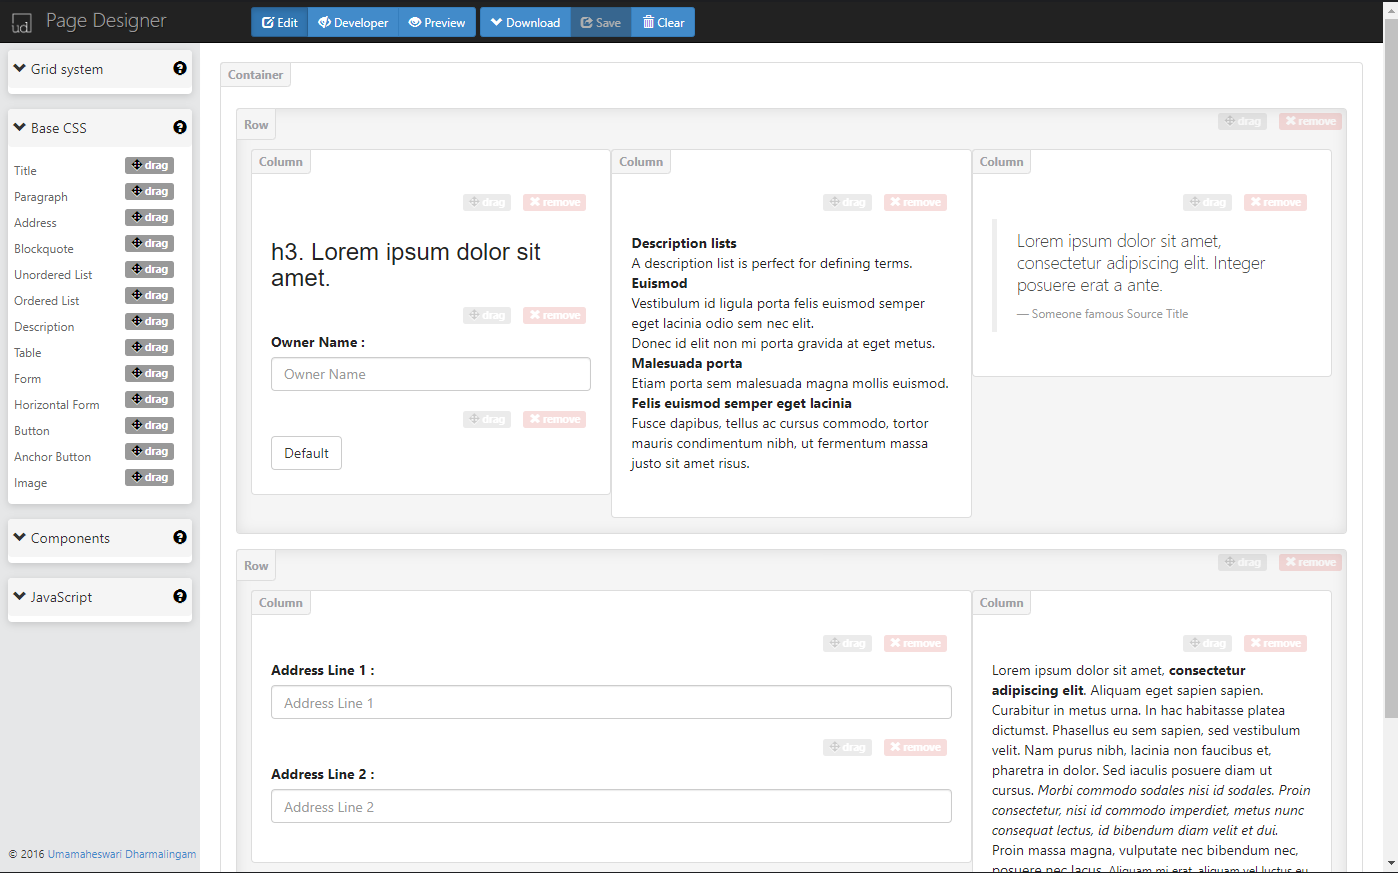 ud Page Designer
Edit Developer Preview Download Save Clear
Grid system
Base CSS
Title drag
Paragraph drag
Address drag
Blockquote drag
Unordered List drag
Ordered List drag
Description drag
Table drag
Form drag
Horizontal Form drag
Button drag
Anchor Button drag
Image drag
Components
JavaScript
© 2016 Umamaheswari Dharmalingam
Container
Row
drag remove
Column
drag remove
h3. Lorem ipsum dolor sit
amet.
drag remove
Owner Name :
Owner Name
drag remove
Default
Column
drag remove
Description lists
A description list is perfect for defining terms.
Euismod
Vestibulum id ligula porta felis euismod semper
eget lacinia odio sem nec elit.
Donec id elit non mi porta gravida at eget metus.
Malesuada porta
Etiam porta sem malesuada magna mollis euismod.
Felis euismod semper eget lacinia
Fusce dapibus, tellus ac cursus commodo, tortor
mauris condimentum nibh, ut fermentum massa
justo sit amet risus.
Column
drag remove
Lorem ipsum dolor sit amet,
consectetur adipiscing elit. Integer
posuere erat a ante.
— Someone famous Source Title
Row
drag remove
Column
drag remove
Address Line 1 :
Address Line 1
drag remove
Address Line 2 :
Address Line 2
Column
drag remove
Lorem ipsum dolor sit amet, consectetur
adipiscing elit. Aliquam eget sapien sapien.
Curabitur in metus urna. In hac habitasse platea
dictumst. Phasellus eu sem sapien, sed vestibulum
velit. Nam purus nibh, lacinia non faucibus et,
pharetra in dolor. Sed iaculis posuere diam ut
cursus. Morbi commodo sodales nisi id sodales. Proin
consectetur, nisi id commodo imperdiet, metus nunc
consequat lectus, id bibendum diam velit et dui.
Proin massa magna, vulputate nec bibendum nec,
posuere nec lacus. Aliquam mi erat, aliquam vel luctus eu